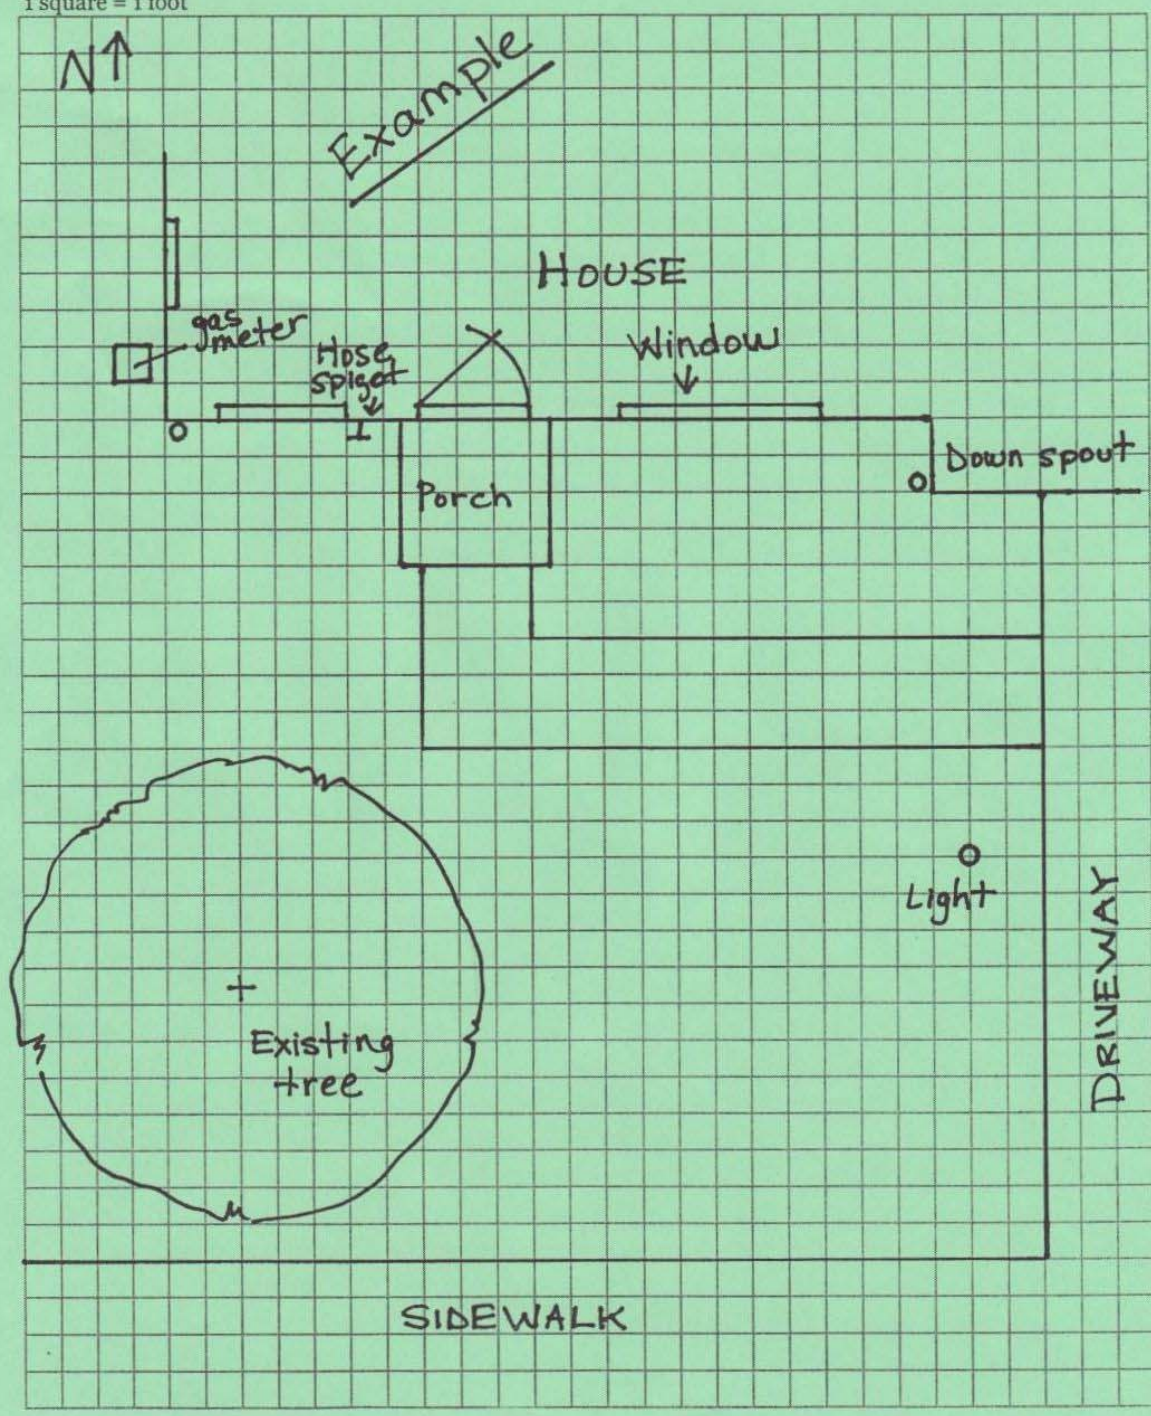 1 square = 1 foot
N
Example
HOUSE
gas
meter
Hose
spigot
Window
Down spout
Porch
Light
DRIVEWAY
Existing
tree
SIDEWALK